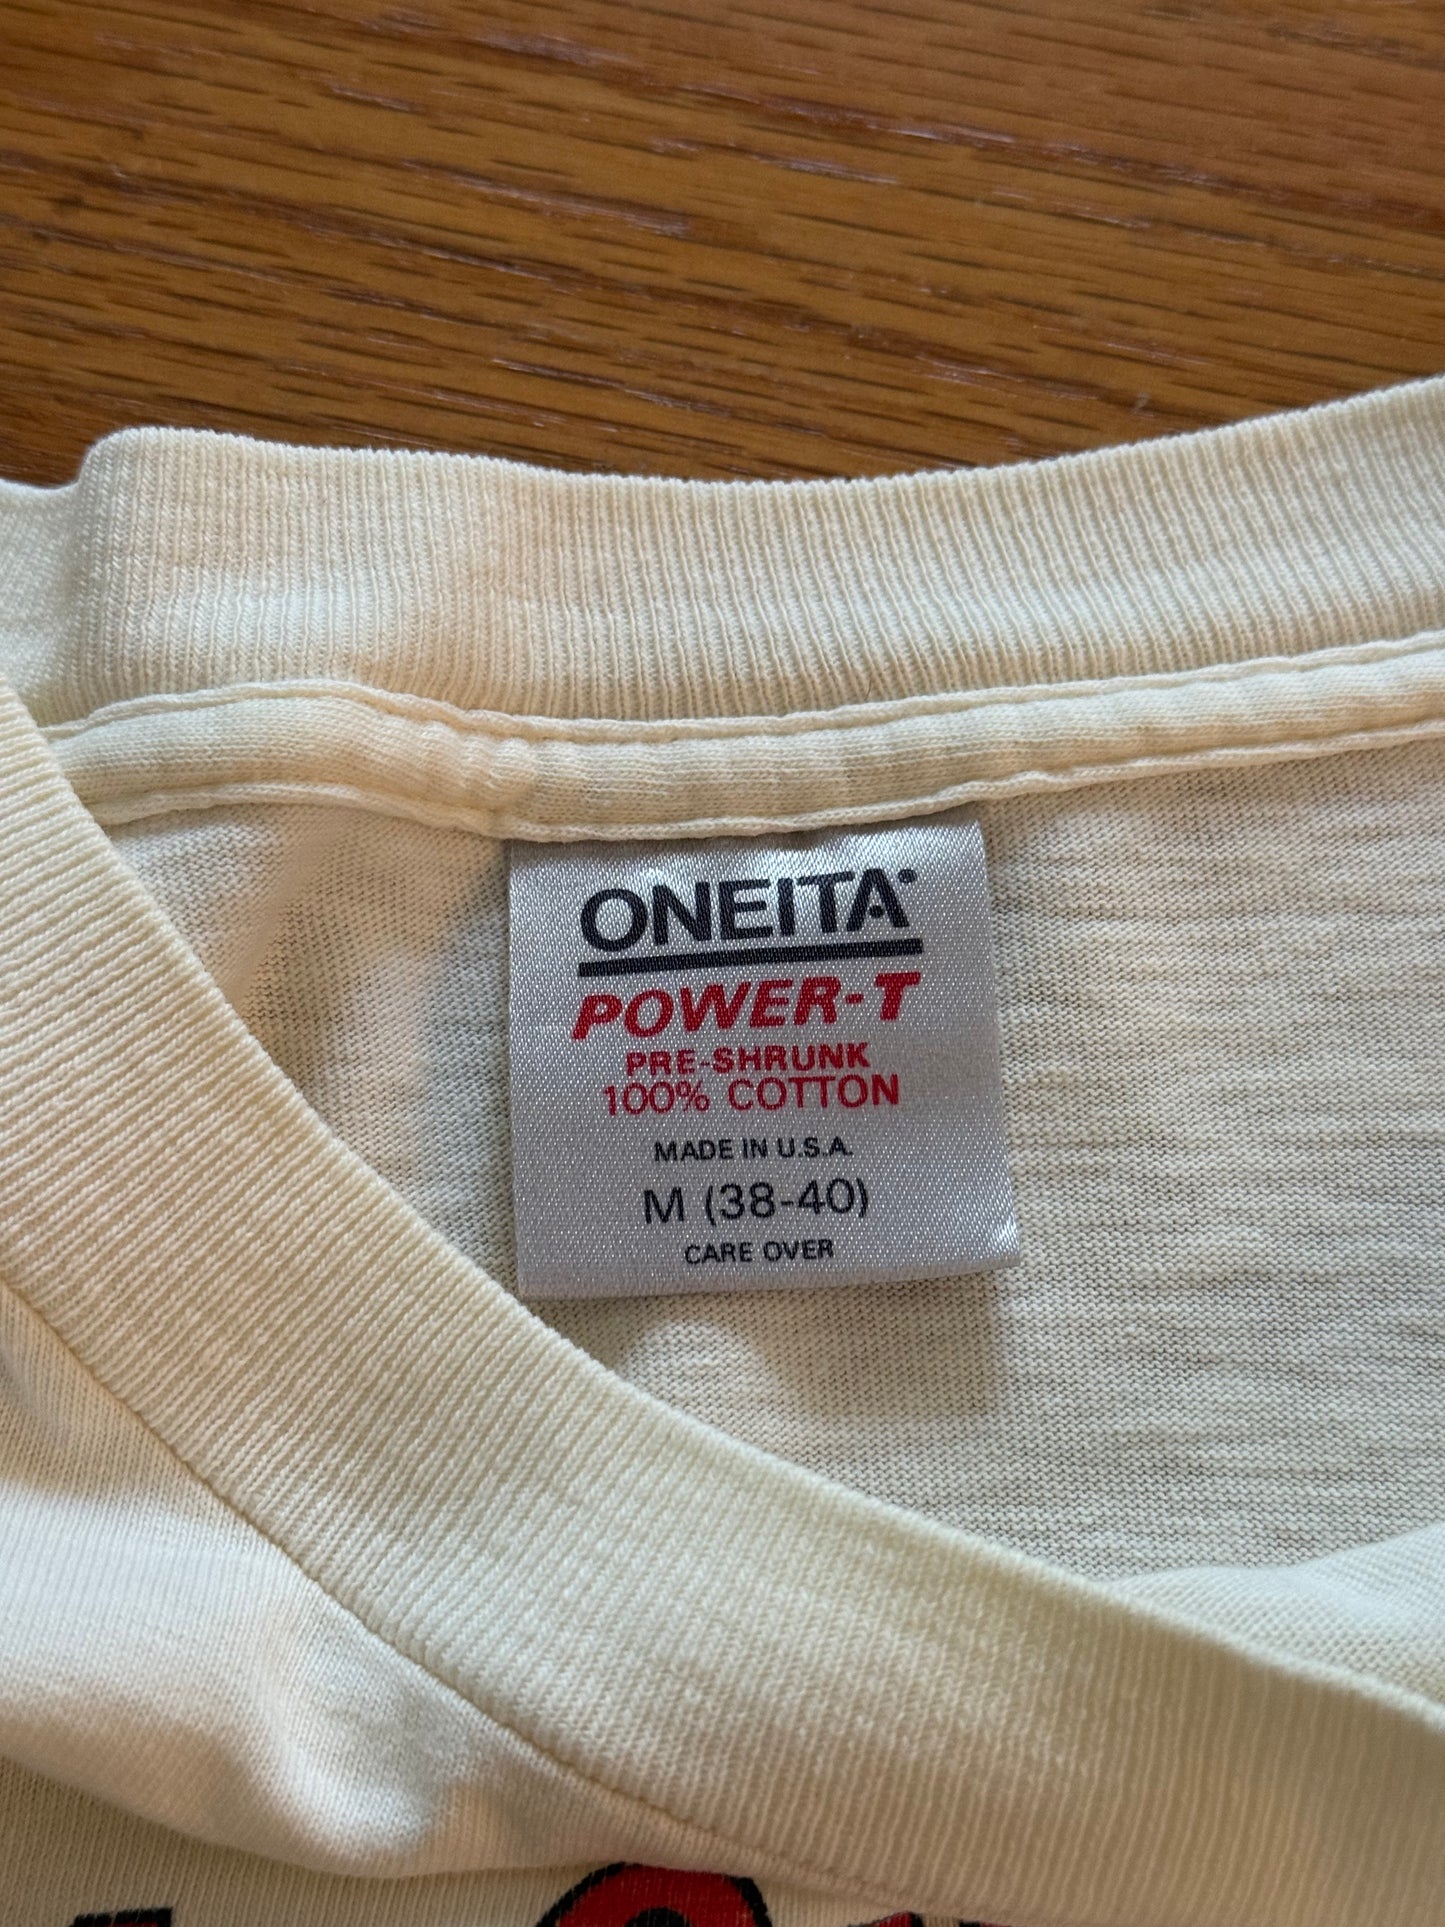 ONEITA
POWER-T
PRE-SHRUNK
100% COTTON
MADE IN U.S.A.
M (38-40)
CARE OVER